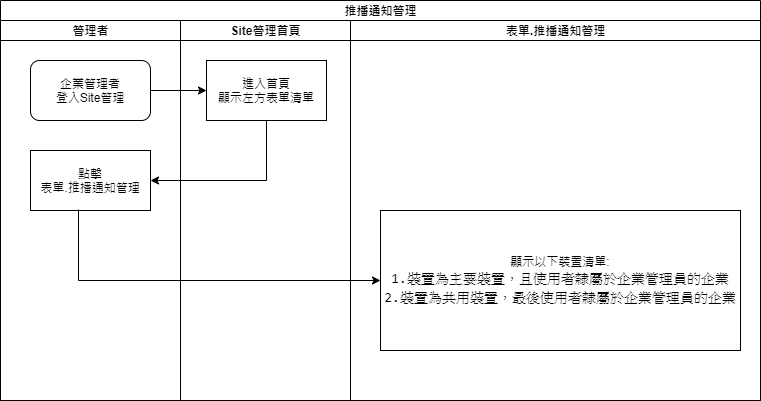 推播通知管理
管理者
Site管理首頁
表單.推播通知管理
企業管理者
登入Site管理
進入首頁
顯示左方表單清單
點擊
表單.推播通知管理
顯示以下裝置清單:
1.裝置為主要裝置，且使用者隸屬於企業管理員的企業
2.裝置為共用裝置，最後使用者隸屬於企業管理員的企業